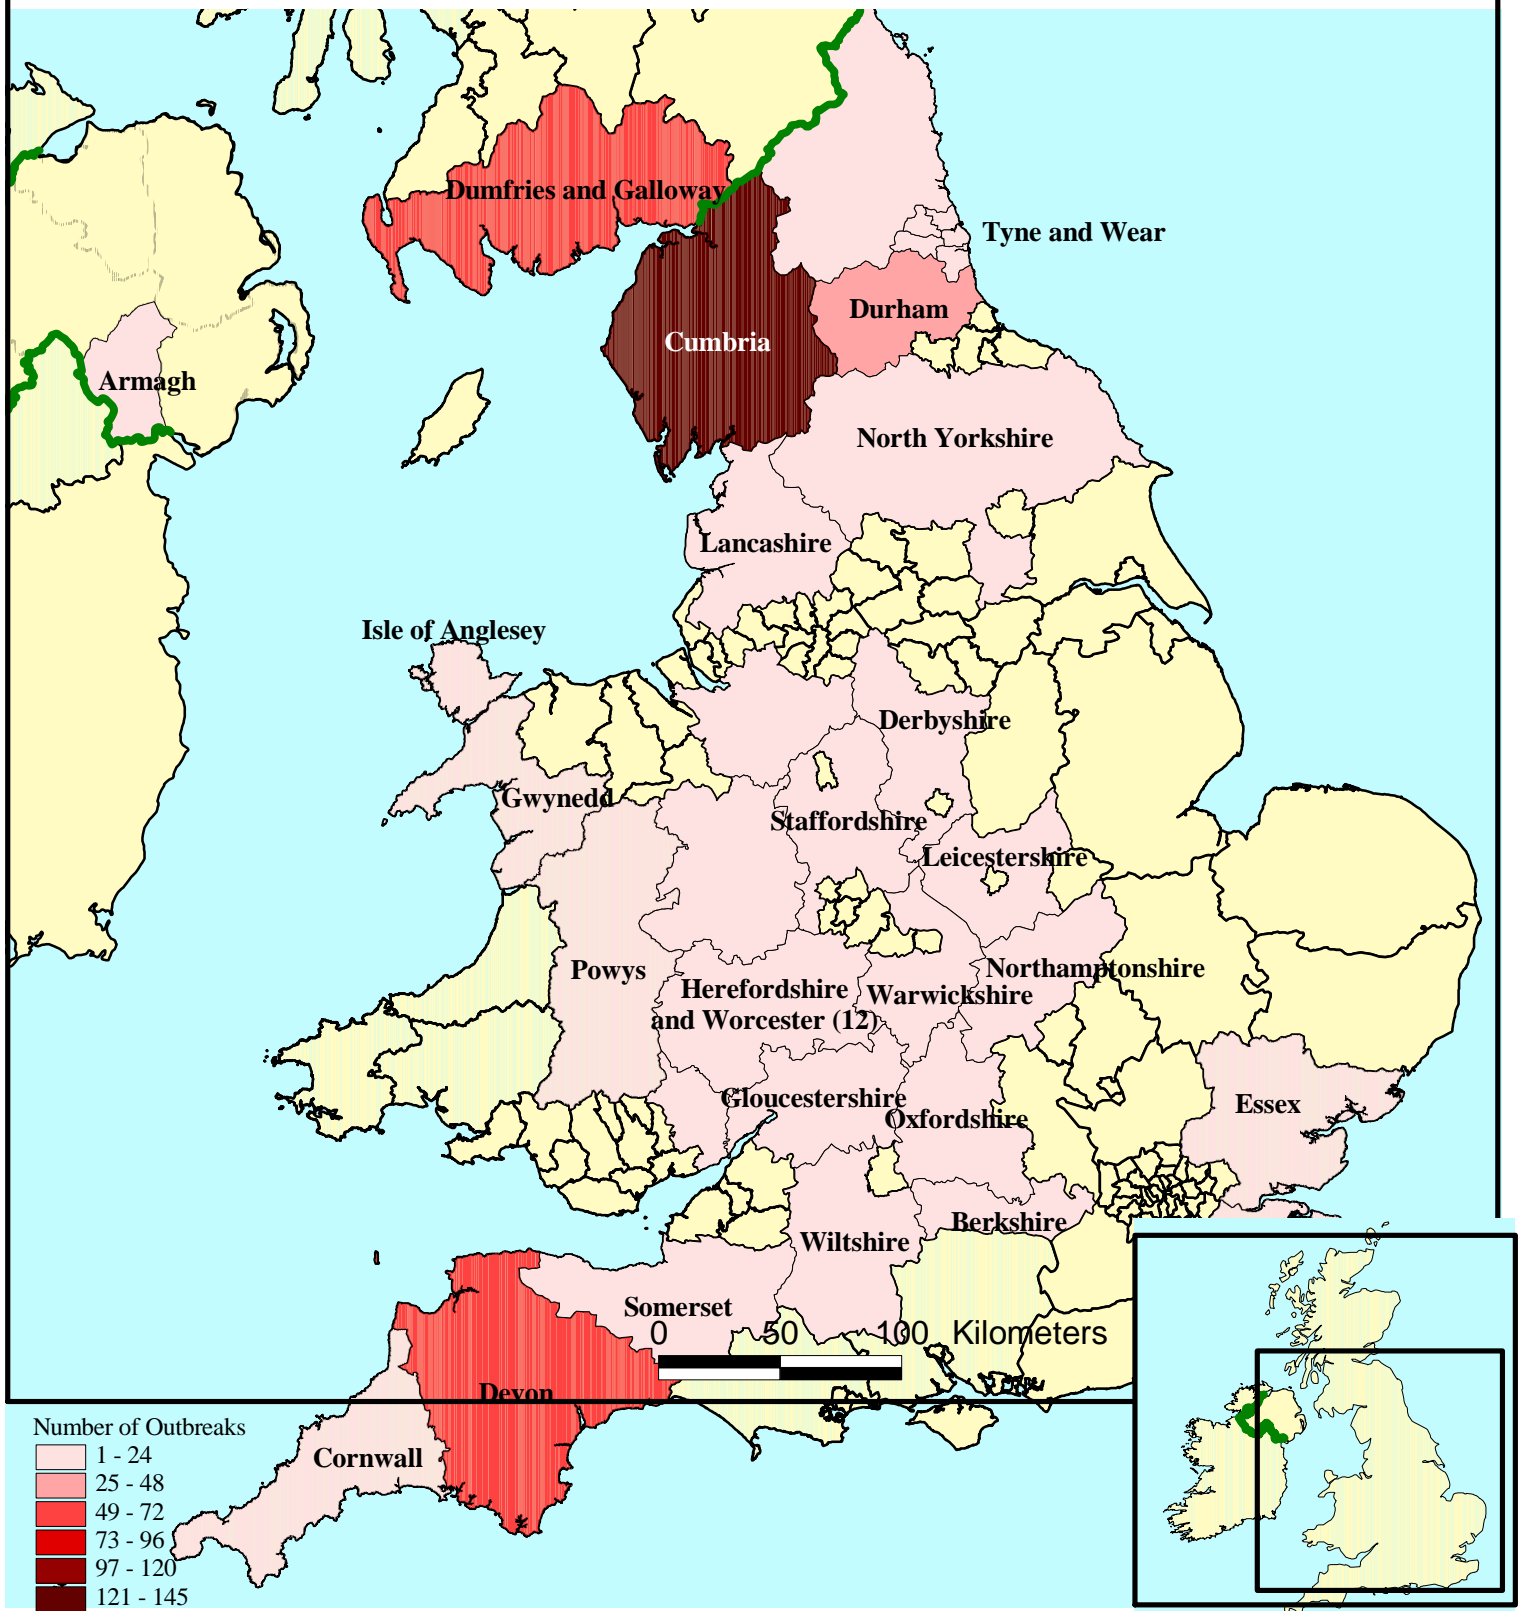 Dumfries and Galloway
Tyne and Wear
Durham
Cumbria
Armagh
North Yorkshire
Lancashire
Isle of Anglesey
Derbyshire
Gwynedd
Staffordshire
Leicestershire
Powys
Northamptonshire
Herefordshire
and Worcester (12)
Warwickshire
Gloucestershire
Oxfordshire
Essex
Berkshire
Wiltshire
Somerset
0 50 100 Kilometers
Devon
Cornwall
Number of Outbreaks
1 - 24
25 - 48
49 - 72
73 - 96
97 - 120
121 - 145